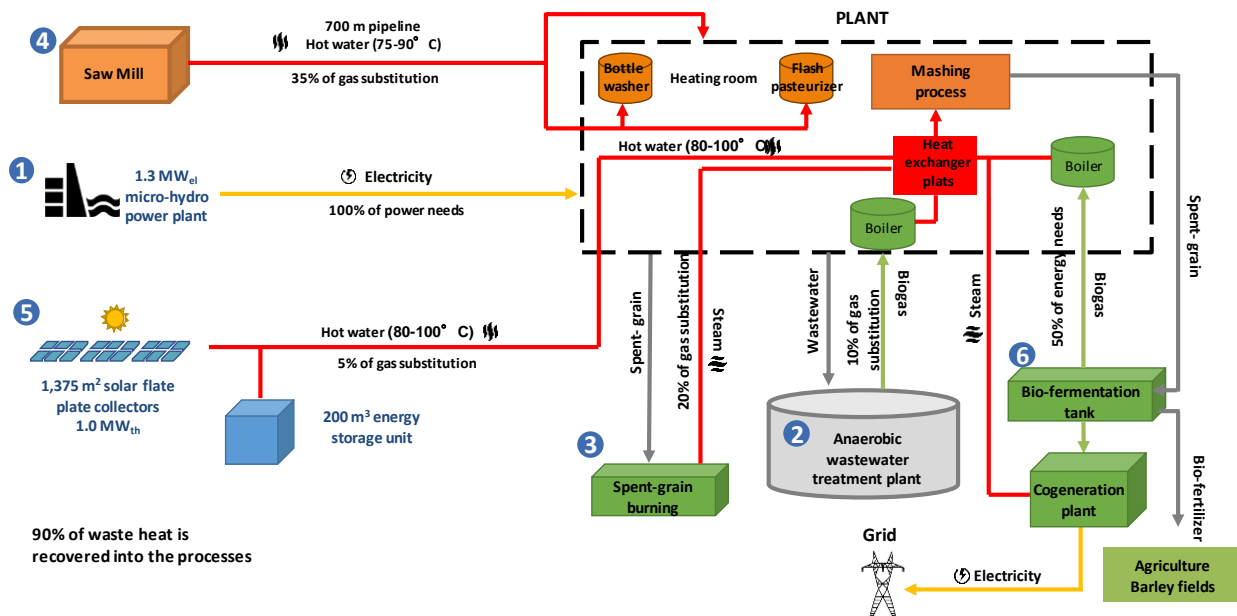 PLANT
4
Saw Mill
700 m pipeline
Hot water (75-90° C)
35% of gas substitution
Bottle
washer
Heating room
Flash
pasteurizer
Mashing
process
Hot water (80-100° C)
Heat
exchanger
plats
Boiler
Boiler
1
1.3 MWel
micro-hydro
power plant
Electricity
100% of power needs
Spent- grain
5
Hot water (80-100° C)
5% of gas substitution
1,375 m² solar flate
plate collectors
1.0 MWth
200 m³ energy
storage unit
Spent- grain
20% of gas substitution
Steam
Wastewater
10% of gas
substitution
Biogas
Steam
50% of energy needs
Biogas
6
Bio-fermentation
tank
3
Spent-grain
burning
2
Anaerobic
wastewater
treatment plant
Cogeneration
plant
Bio-fertilizer
90% of waste heat is
recovered into the processes
Grid
Electricity
Agriculture
Barley fields